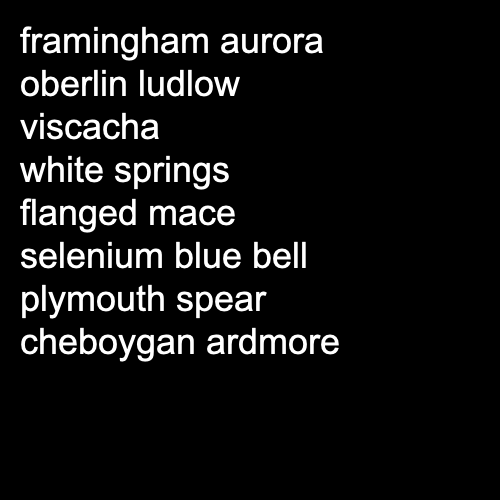 framingham aurora
oberlin ludlow
viscacha
white springs
flanged mace
selenium blue bell
plymouth spear
cheboygan ardmore